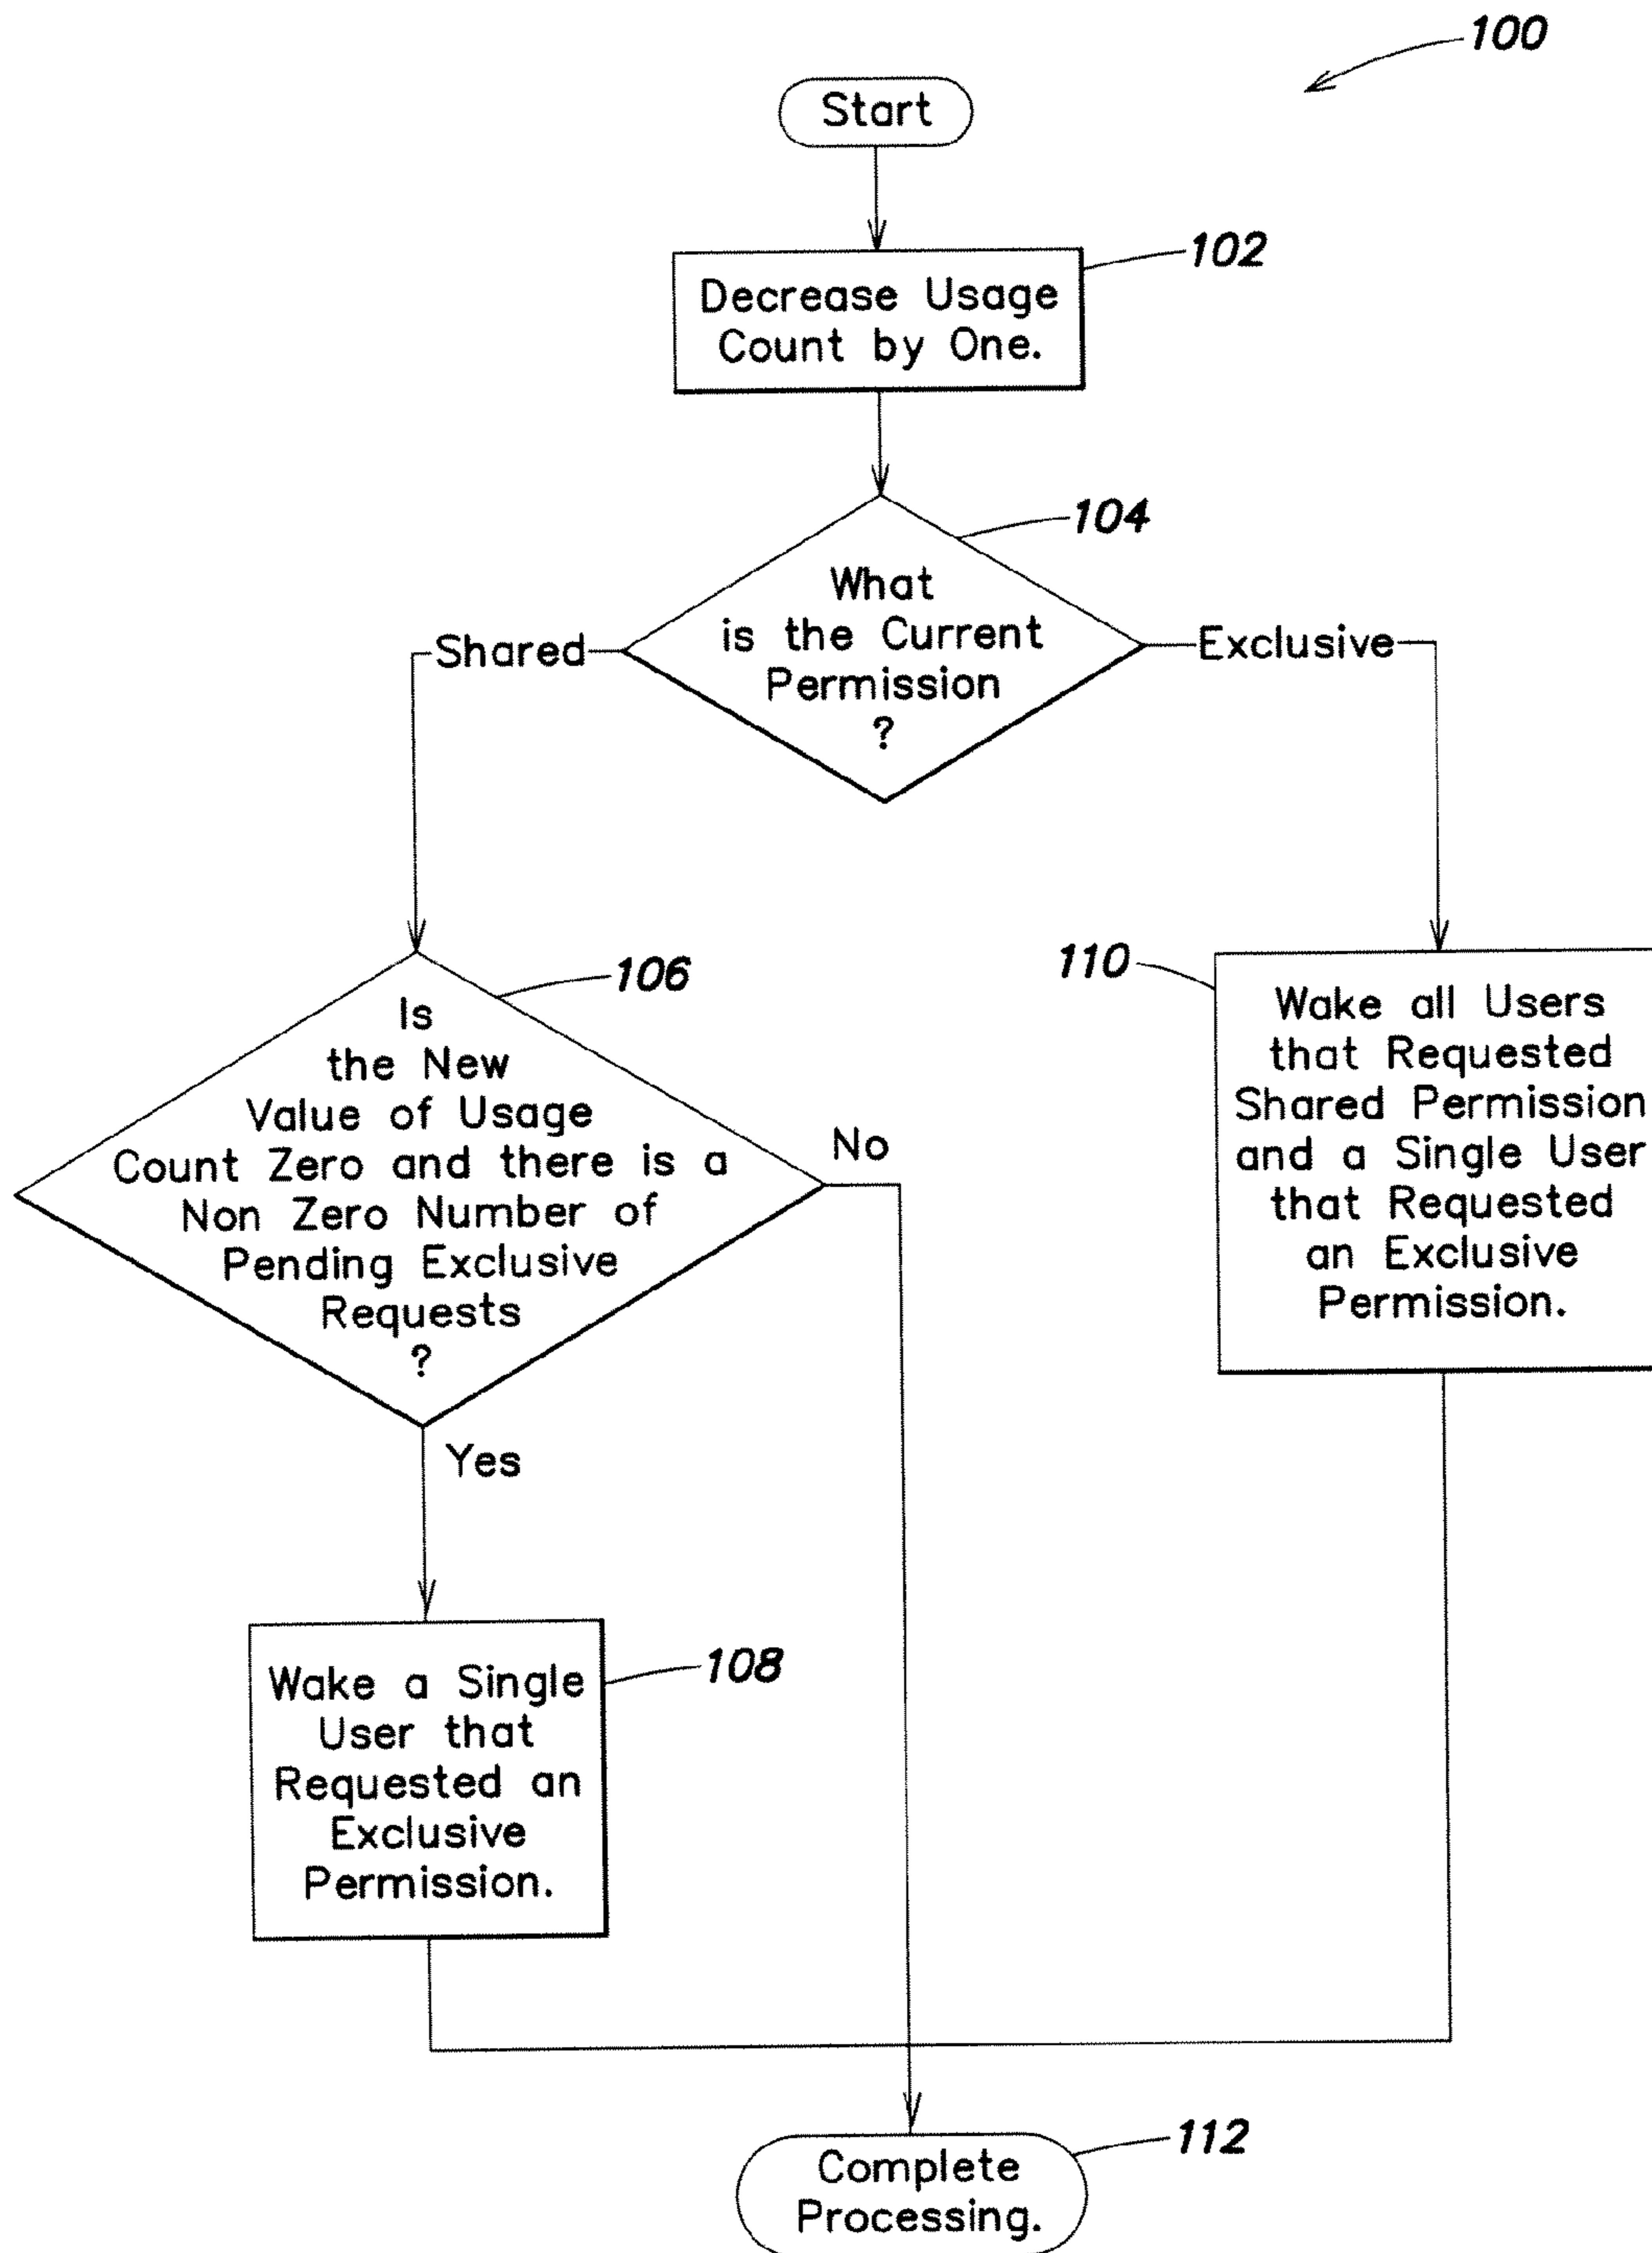 100
Start
102
Decrease Usage
Count by One.
104
What
is the Current
Permission
?
Shared
Exclusive
106
Is
the New
Value of Usage
Count Zero and there is a
Non Zero Number of
Pending Exclusive
Requests
?
No
Yes
110
Wake all Users
that Requested
Shared Permission
and a Single User
that Requested
an Exclusive
Permission.
108
Wake a Single
User that
Requested an
Exclusive
Permission.
112
Complete
Processing.